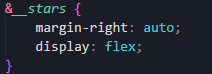 &__stars {
    margin-right: auto;
    display: flex;
}